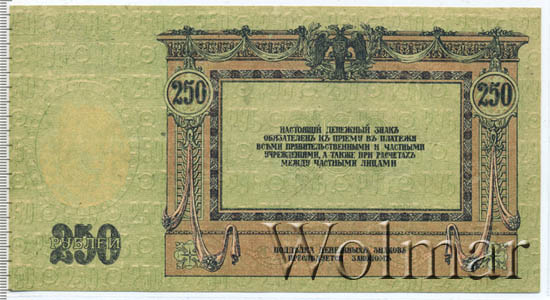 250
250
НАСТОЯЩІЙ ДЕНЕЖНЫЙ ЗНАКЪ
ОБЯЗАТЕЛЕНЪ КЪ ПРІЕМУ ВЪ ПЛАТЕЖИ
ВСѢМИ ПРАВИТЕЛЬСТВЕННЫМИ И ЧАСТНЫМИ
УЧРЕЖДЕНІЯМИ, А ТАКЖЕ ПРИ РАСЧЕТАХЪ
МЕЖДУ ЧАСТНЫМИ ЛИЦАМИ
250
РУБЛЕЙ
ПОДДѢЛКА ДЕНЕЖНЫХЪ ЗНАКОВЪ
ПРЕСЛѢДУЕТСЯ ЗАКОНОМЪ
Wolmar